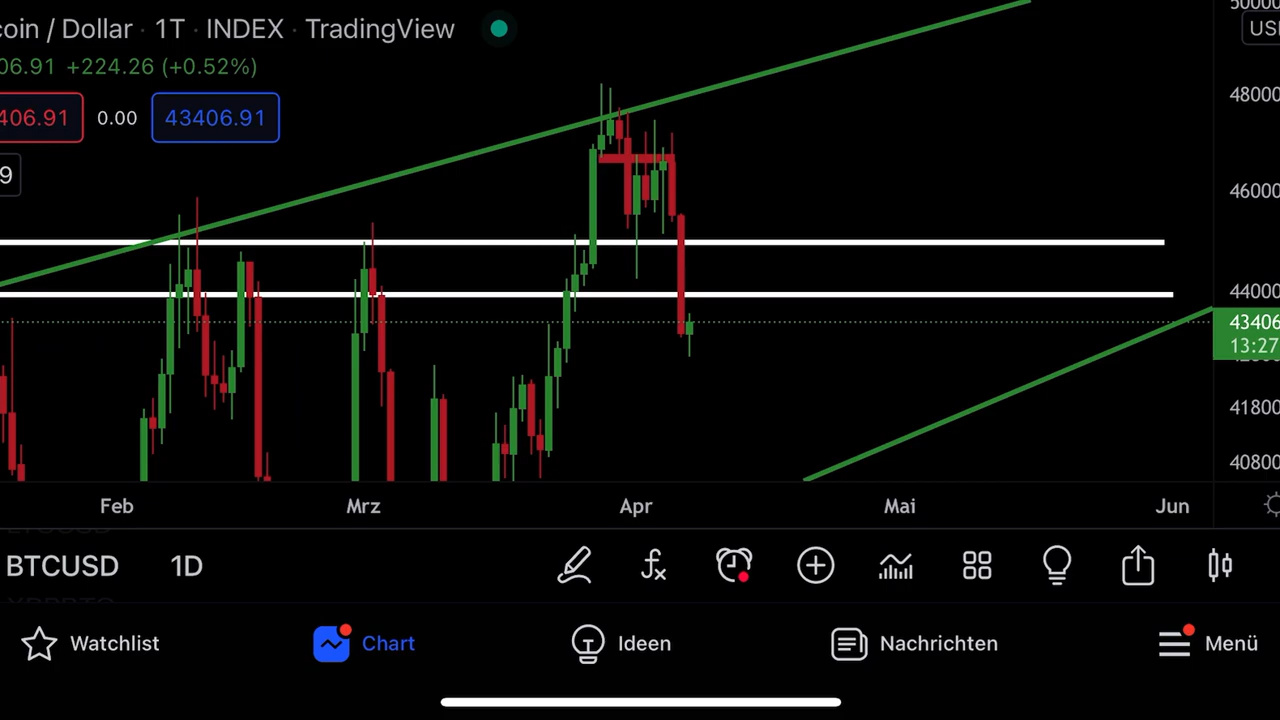 coin / Dollar · 1T · INDEX · TradingView
06.91 +224.26 (+0.52%)
406.91 0.00 43406.91
9
50000
USD
48000
46000
44000
43406
13:27
41800
40800
Feb Mrz Apr Mai Jun
BTCUSD 1D
Watchlist Chart Ideen Nachrichten Menü